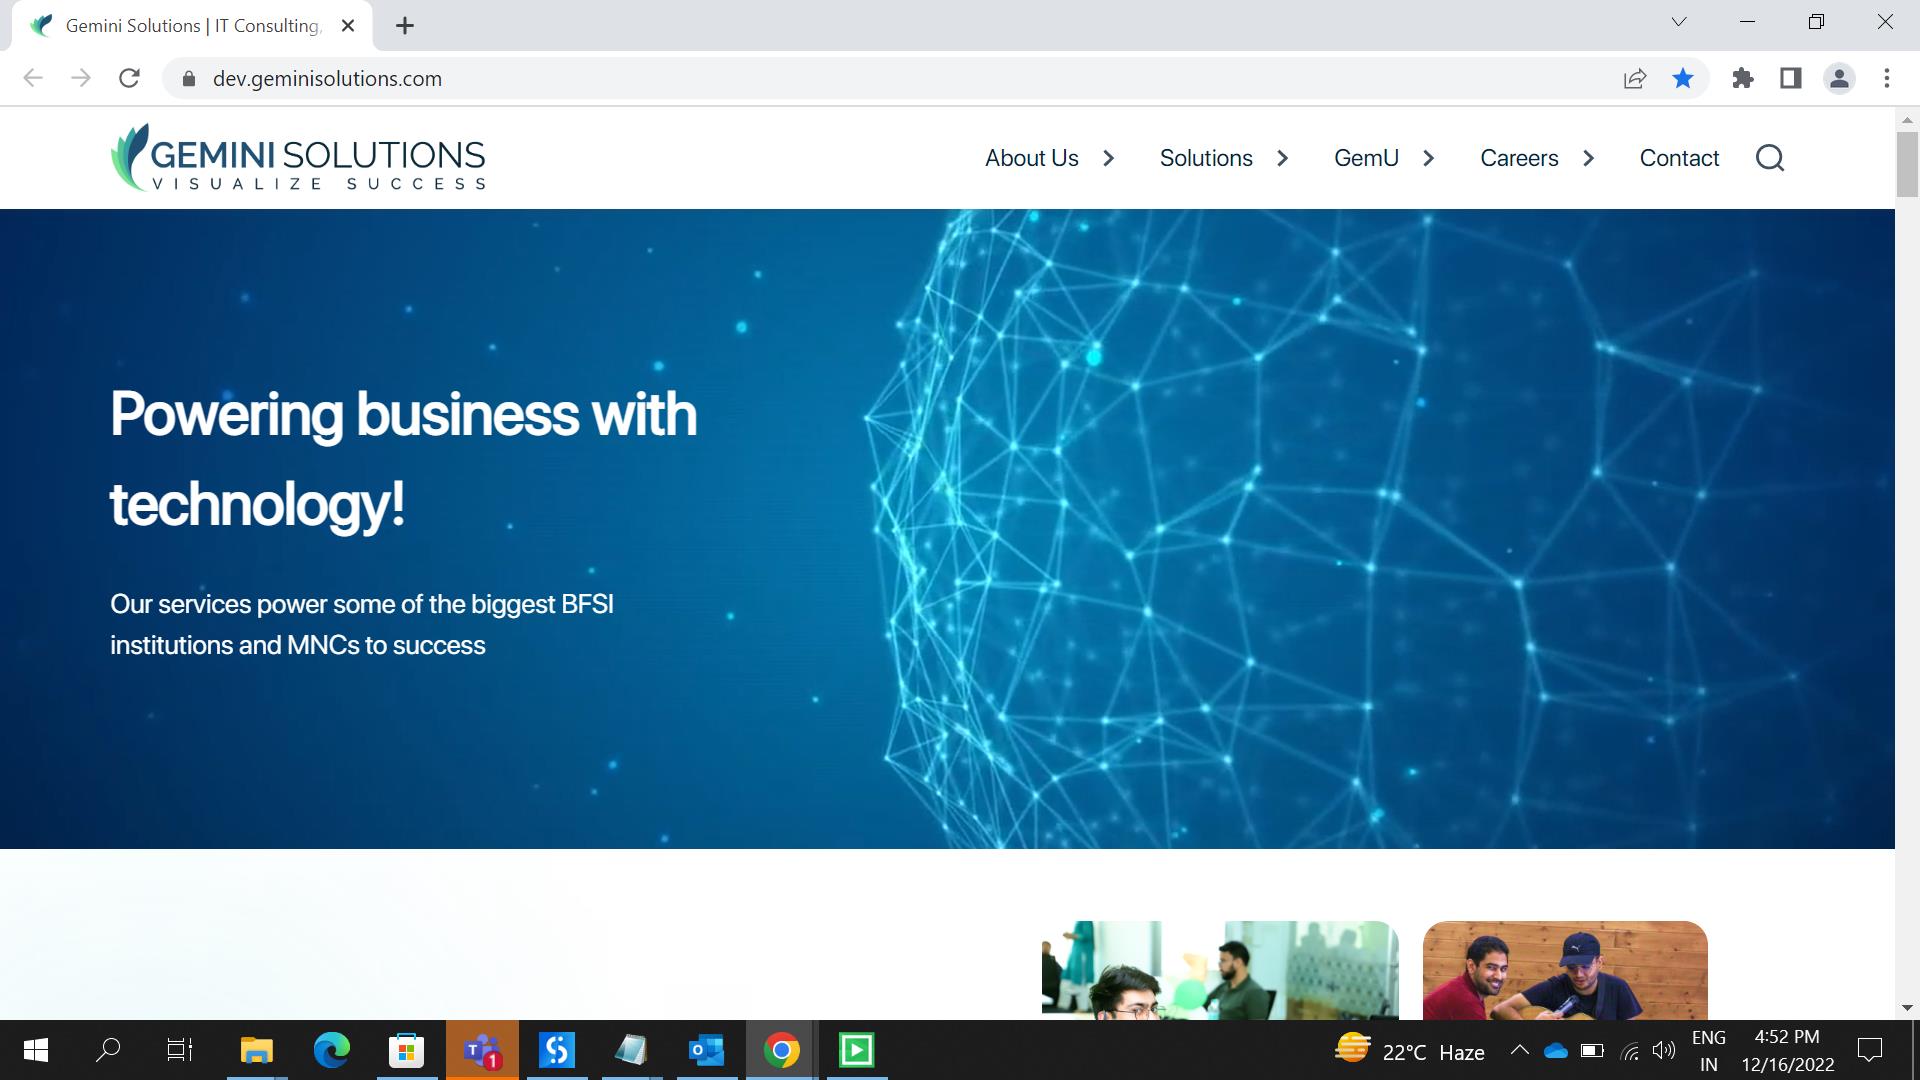 Gemini Solutions | IT Consulting,
dev.geminisolutions.com
GEMINI SOLUTIONS
VISUALIZE SUCCESS
About Us
Solutions
GemU
Careers
Contact
Powering business with
technology!
Our services power some of the biggest BFSI
institutions and MNCs to success
1
22°C Haze
ENG
IN
4:52 PM
12/16/2022